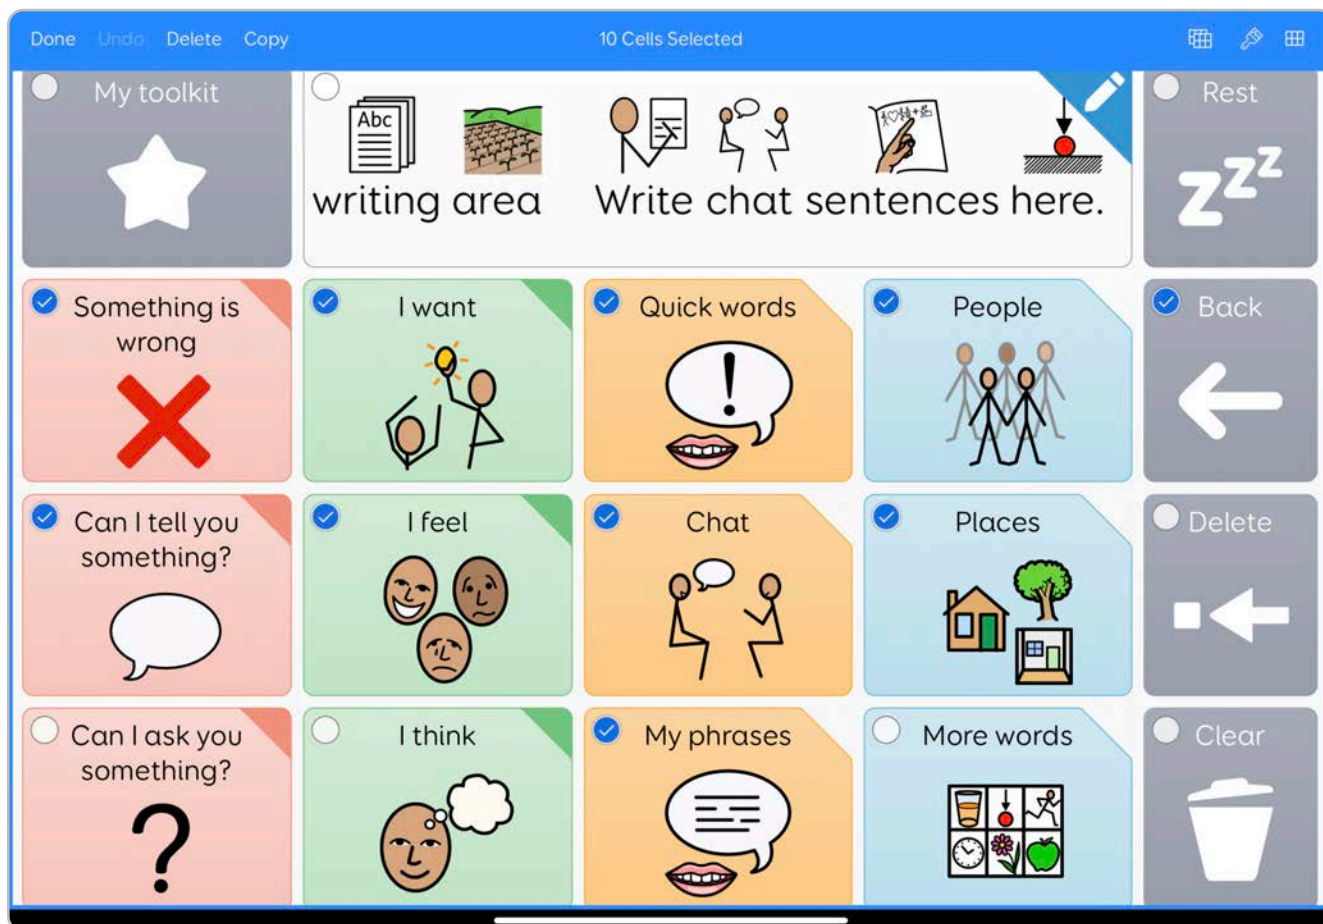 Done Undo Delete Copy 10 Cells Selected
My toolkit
Abc
writing area Write chat sentences here.
Rest
zzz
Something is
wrong
I want
Quick words
!
People
Back
Can I tell you
something?
I feel
Chat
Places
Delete
Can I ask you
something?
?
I think
My phrases
More words
Clear